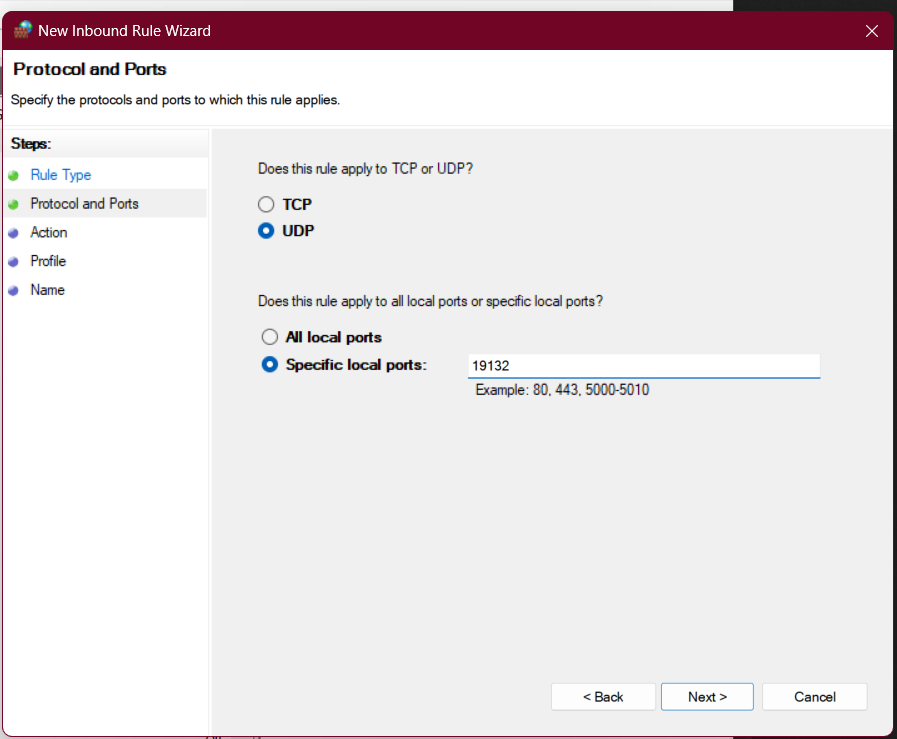 New Inbound Rule Wizard
Protocol and Ports
Specify the protocols and ports to which this rule applies.
Steps:
Rule Type
Protocol and Ports
Action
Profile
Name
Does this rule apply to TCP or UDP?
TCP
UDP
Does this rule apply to all local ports or specific local ports?
All local ports
Specific local ports:
19132
Example: 80, 443, 5000-5010
< Back
Next >
Cancel